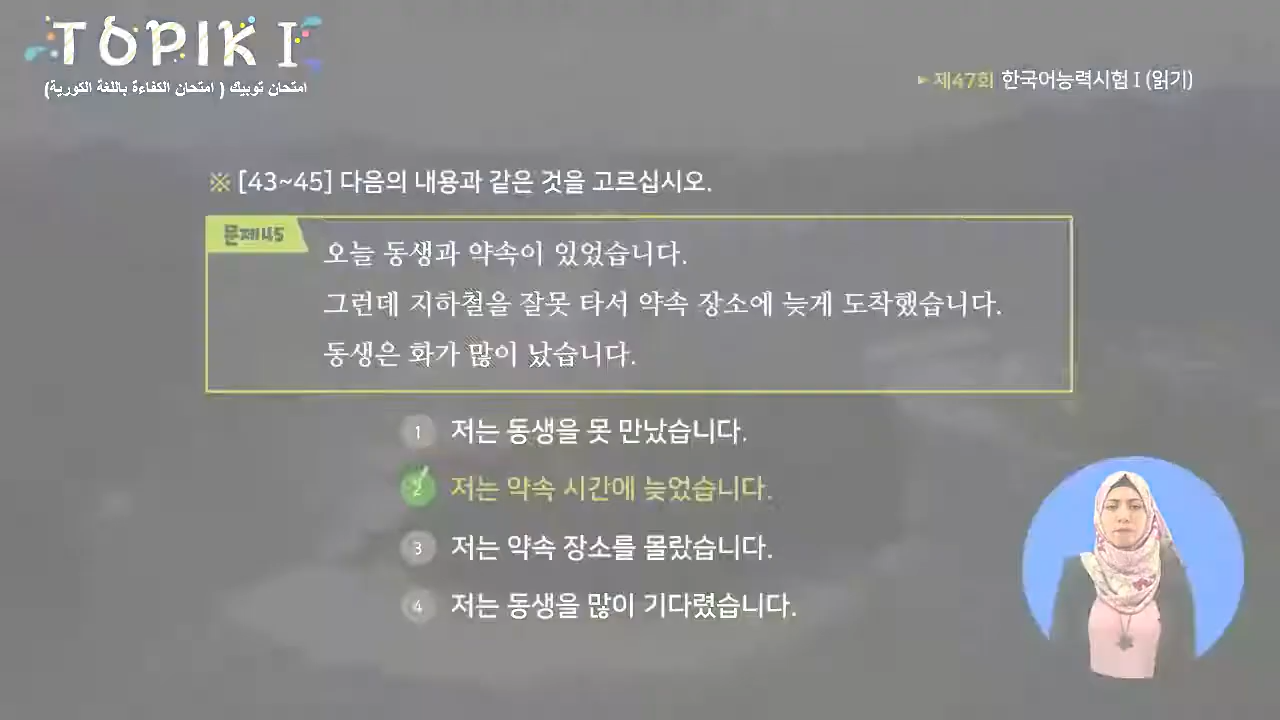 TOPIK I
امتحان توبيك ( امتحان الكفاءة باللغة الكورية)
► 제47회 한국어능력시험 I (읽기)
※ [43~45] 다음의 내용과 같은 것을 고르십시오.
문제45
오늘 동생과 약속이 있었습니다.
그런데 지하철을 잘못 타서 약속 장소에 늦게 도착했습니다.
동생은 화가 많이 났습니다.
1 저는 동생을 못 만났습니다.
2 저는 약속 시간에 늦었습니다.
3 저는 약속 장소를 몰랐습니다.
4 저는 동생을 많이 기다렸습니다.